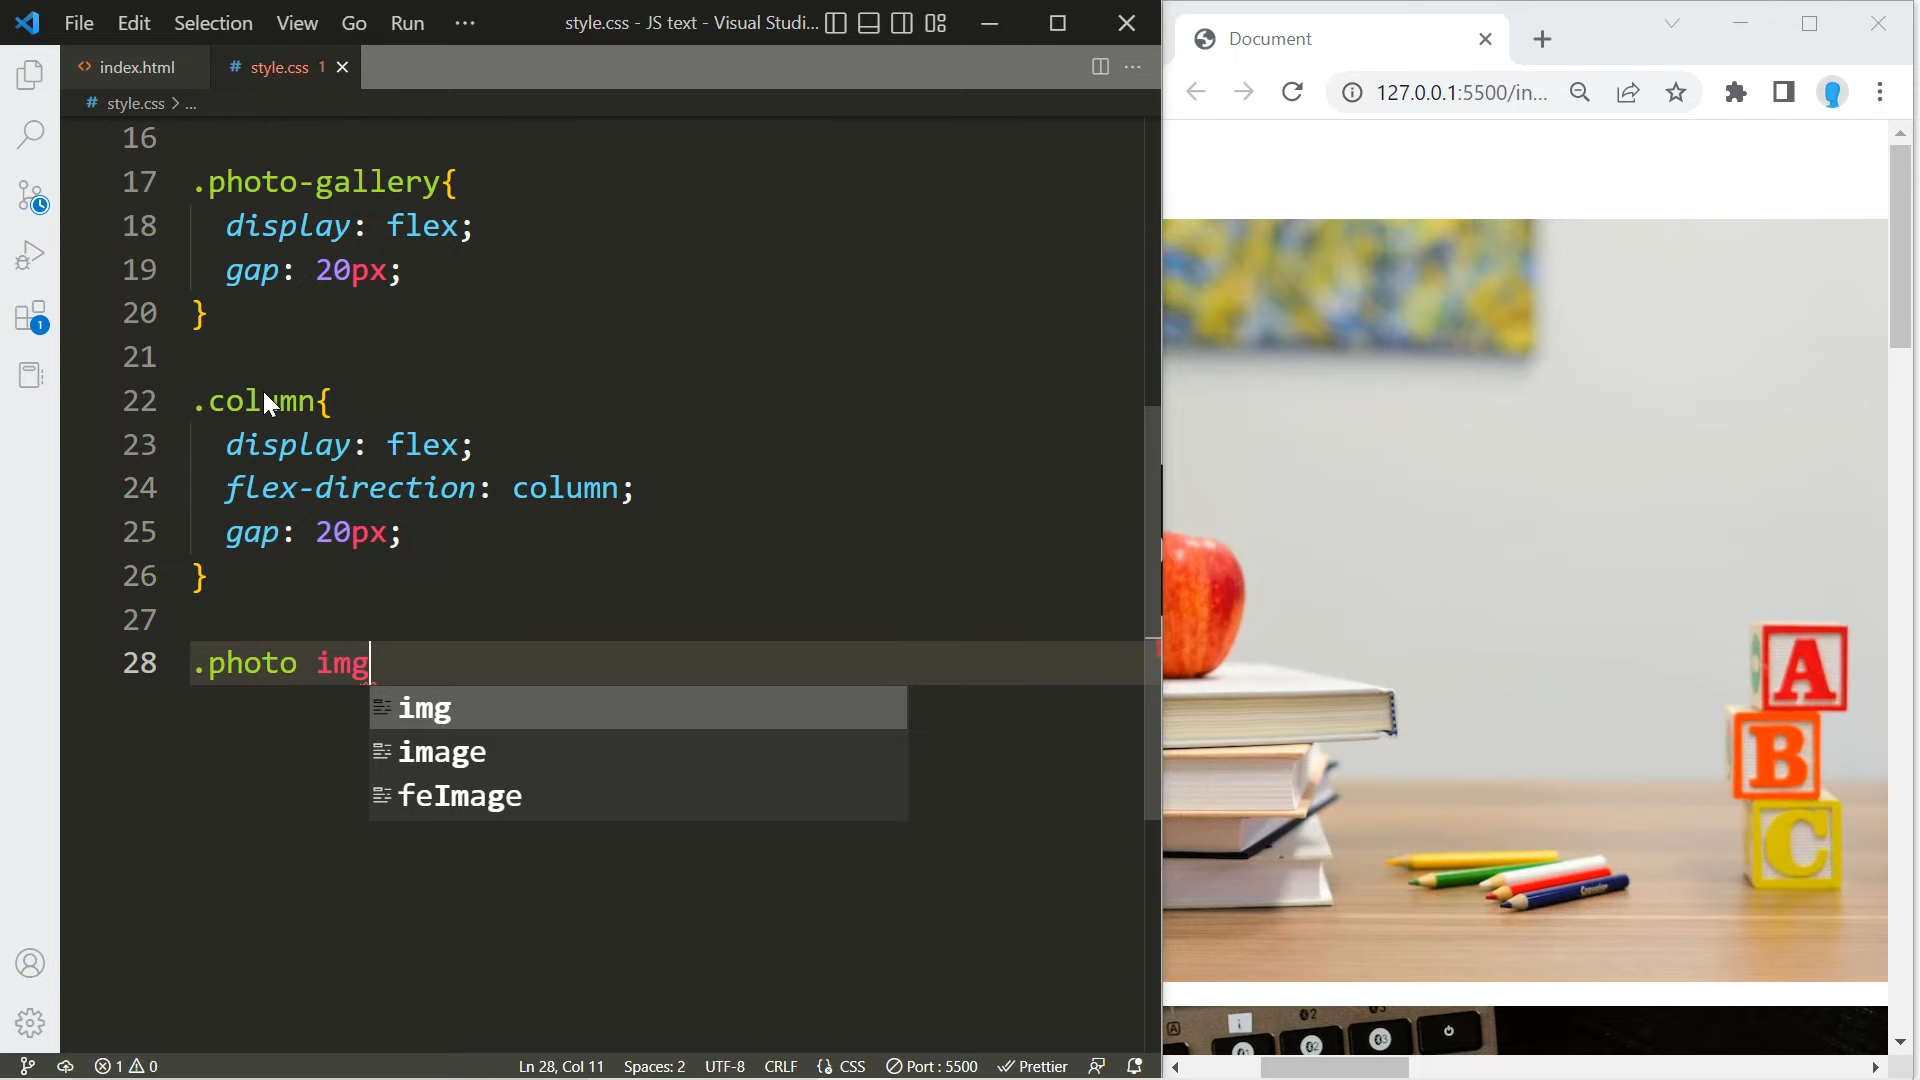 File Edit Selection View Go Run ··· style.css - JS text - Visual Studi...
Document
index.html # style.css 1
# style.css > ...
127.0.0.1:5500/in...
16
17 .photo-gallery{
18 display: flex;
19 gap: 20px;
20 }
21
22 .column{
23 display: flex;
24 flex-direction: column;
25 gap: 20px;
26 }
27
28 .photo img
img
image
feImage
1
A
B
C
1 0 Ln 28, Col 11 Spaces: 2 UTF-8 CRLF {} CSS Port : 5500 Prettier